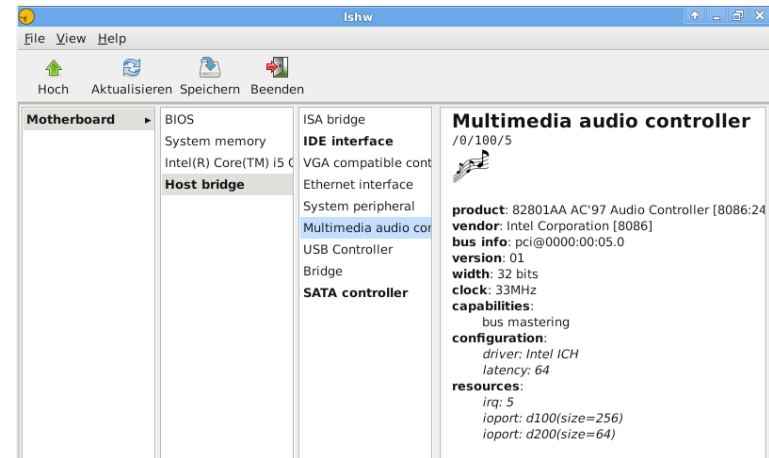 lshw
File View Help
Hoch Aktualisieren Speichern Beenden
Motherboard
BIOS
System memory
Intel(R) Core(TM) i5
Host bridge
ISA bridge
IDE interface
VGA compatible cont
Ethernet interface
System peripheral
Multimedia audio cor
USB Controller
Bridge
SATA controller
Multimedia audio controller
/0/100/5
product: 82801AA AC'97 Audio Controller [8086:24
vendor: Intel Corporation [8086]
bus info: pci@0000:00:05.0
version: 01
width: 32 bits
clock: 33MHz
capabilities:
bus mastering
configuration:
driver: Intel ICH
latency: 64
resources:
irq: 5
ioport: d100(size=256)
ioport: d200(size=64)